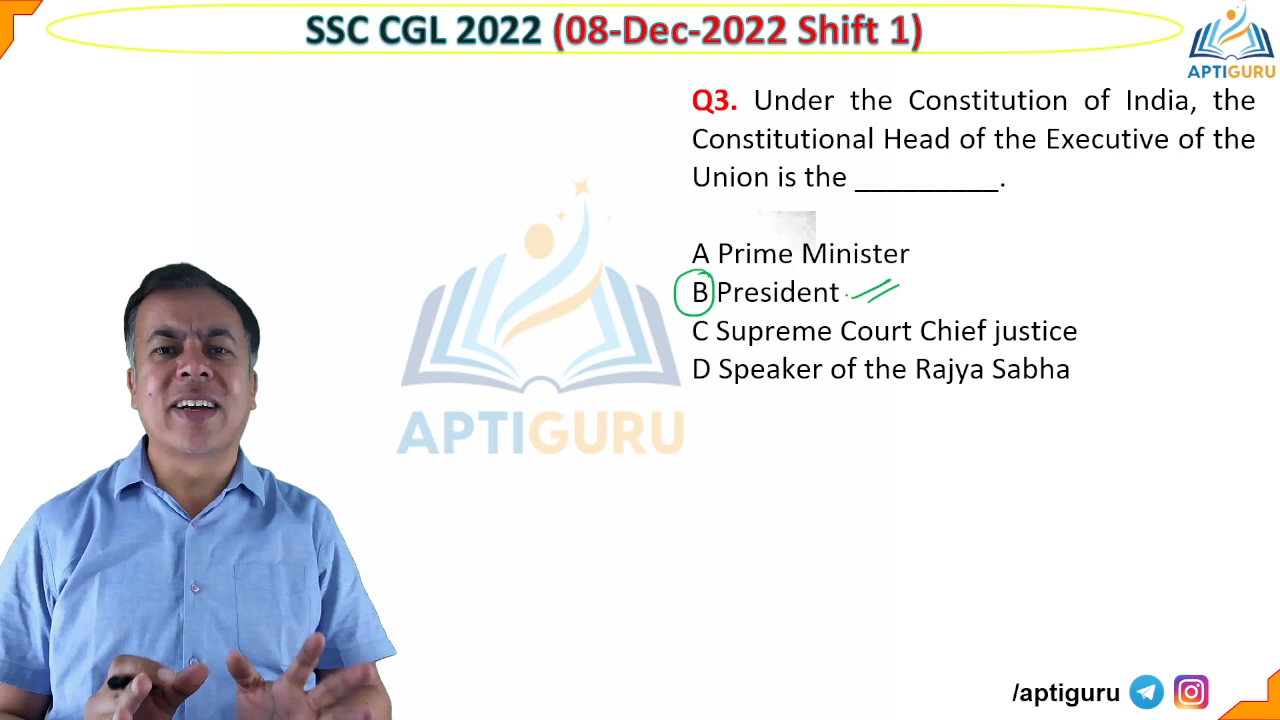 SSC CGL 2022 (08-Dec-2022 Shift 1)
APTIGURU
Q3. Under the Constitution of India, the
Constitutional Head of the Executive of the
Union is the _________.
A Prime Minister
B President
C Supreme Court Chief justice
D Speaker of the Rajya Sabha
APTIGURU
/aptiguru